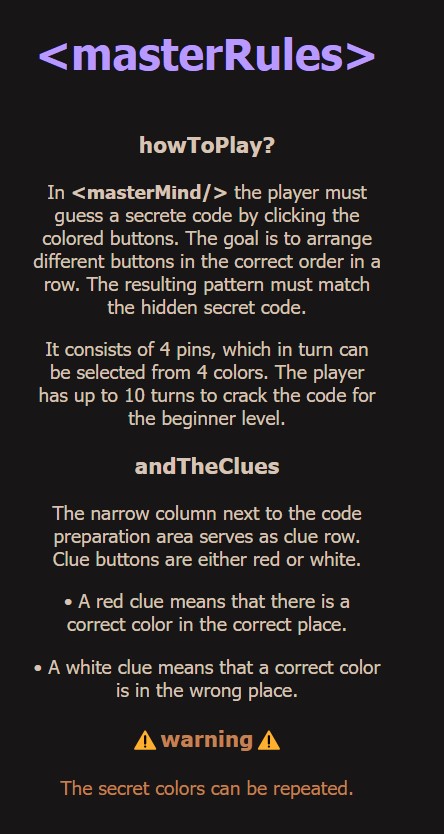 <masterRules>
howToPlay?
In <masterMind/> the player must
guess a secrete code by clicking the
colored buttons. The goal is to arrange
different buttons in the correct order in a
row. The resulting pattern must match
the hidden secret code.
It consists of 4 pins, which in turn can
be selected from 4 colors. The player
has up to 10 turns to crack the code for
the beginner level.
andTheClues
The narrow column next to the code
preparation area serves as clue row.
Clue buttons are either red or white.
• A red clue means that there is a
correct color in the correct place.
• A white clue means that a correct color
is in the wrong place.
⚠️ warning ⚠️
The secret colors can be repeated.